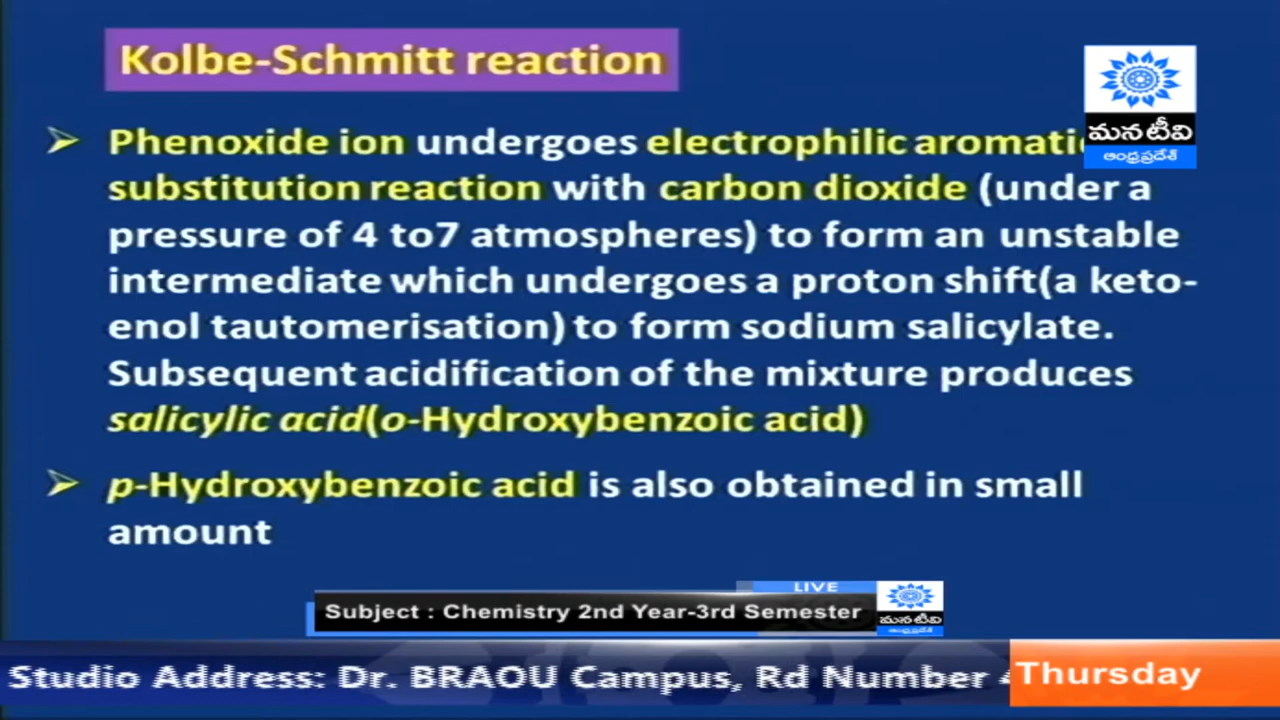 Kolbe-Schmitt reaction
Phenoxide ion undergoes electrophilic aromati
substitution reaction with carbon dioxide (under a
pressure of 4 to7 atmospheres) to form an unstable
intermediate which undergoes a proton shift(a keto-
enol tautomerisation) to form sodium salicylate.
Subsequent acidification of the mixture produces
salicylic acid(o-Hydroxybenzoic acid)
p-Hydroxybenzoic acid is also obtained in small
amount
మన టీవి
ఆంధ్రప్రదేశ్
LIVE
Subject : Chemistry 2nd Year-3rd Semester
మన టీవి
ఆంధ్రప్రదేశ్
Studio Address: Dr. BRAOU Campus, Rd Number
Thursday